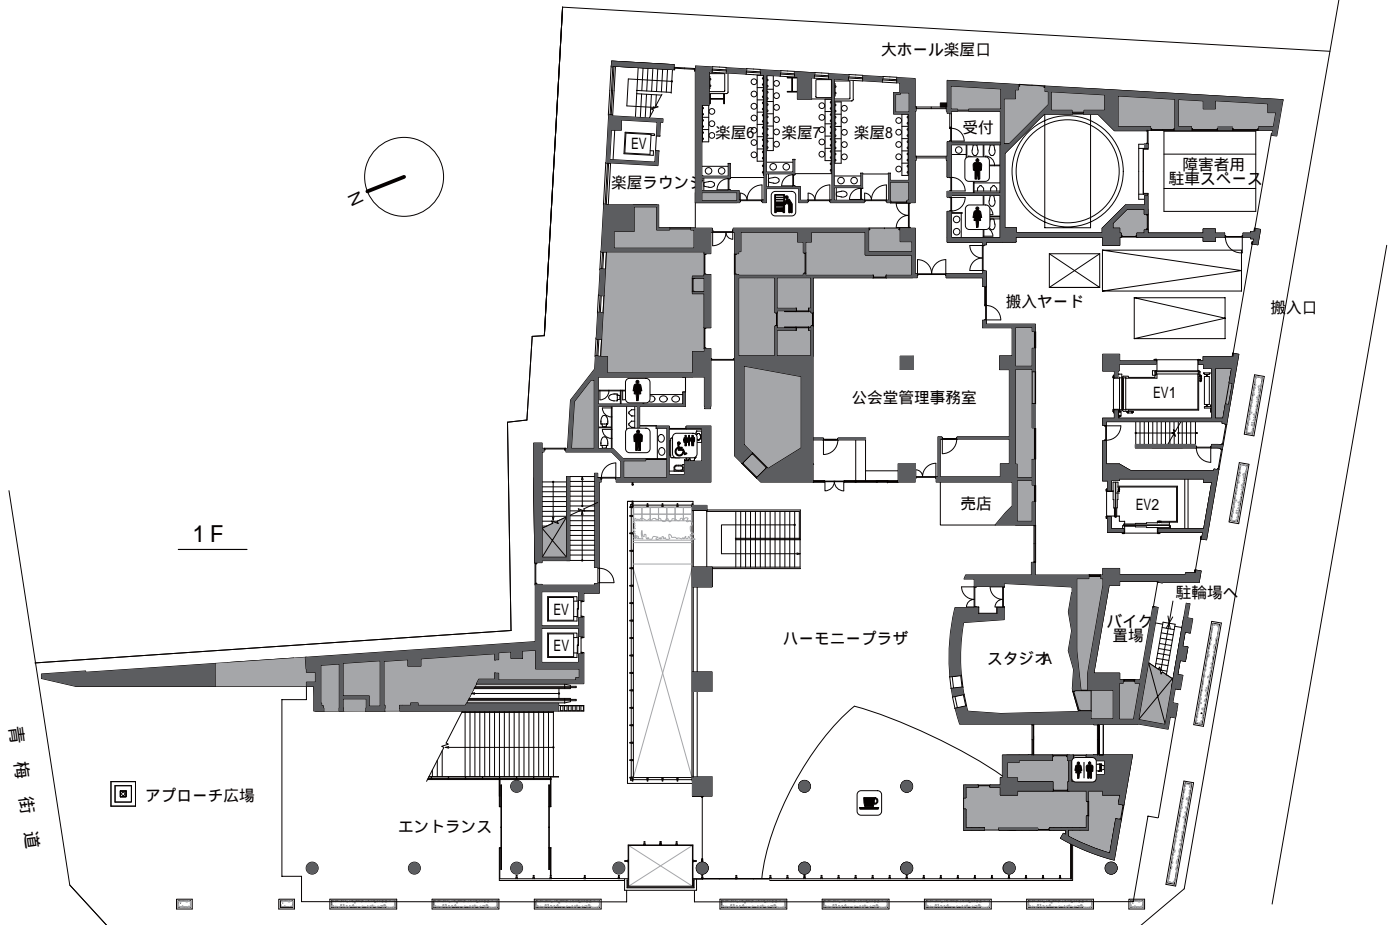 大ホール楽屋口
楽屋6
楽屋7
楽屋8
受付
EV
楽屋ラウンジ
障害者用
駐車スペース
N
搬入ヤード
搬入口
EV1
公会堂管理事務室
EV2
売店
1F
駐輪場へ
バイク
置場
EV
EV
ハーモニープラザ
スタジオA
青梅街道
アプローチ広場
エントランス